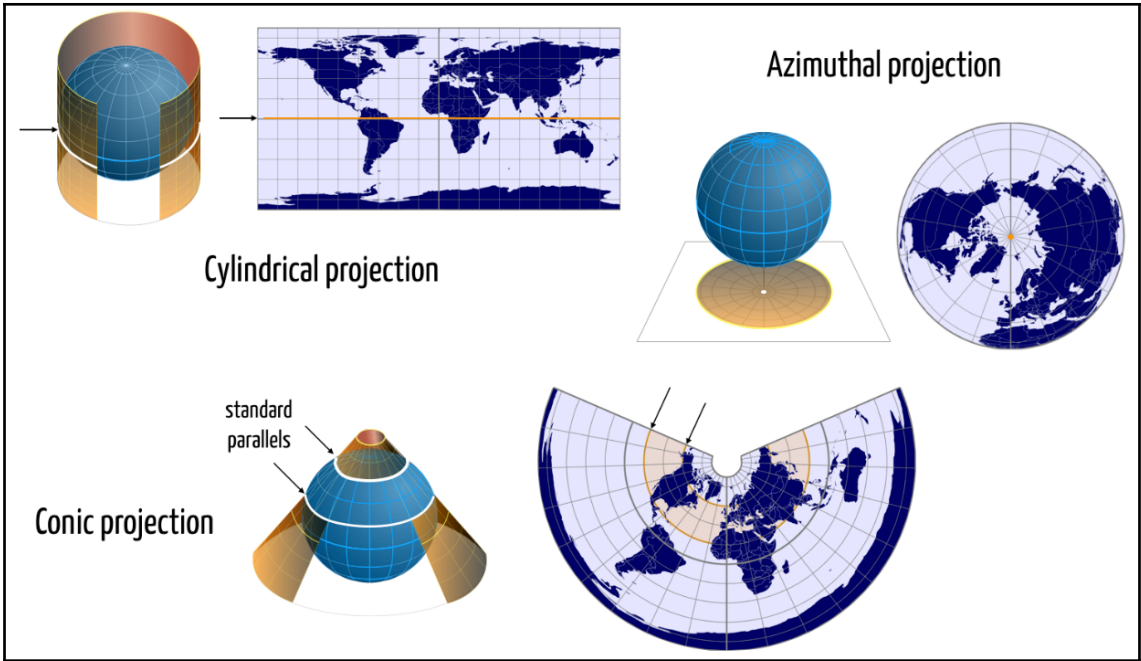 Azimuthal projection
Cylindrical projection
standard
parallels
Conic projection